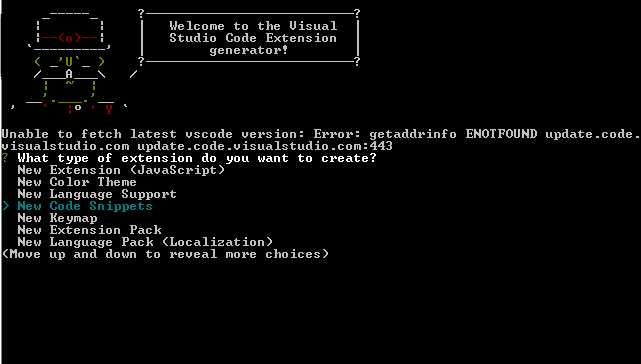 Welcome to the Visual
Studio Code Extension
generator!
Unable to fetch latest vscode version: Error: getaddrinfo ENOTFOUND update.code.
visualstudio.com update.code.visualstudio.com:443
? What type of extension do you want to create?
New Extension (JavaScript)
New Color Theme
New Language Support
> New Code Snippets
New Keymap
New Extension Pack
New Language Pack (Localization)
(Move up and down to reveal more choices)